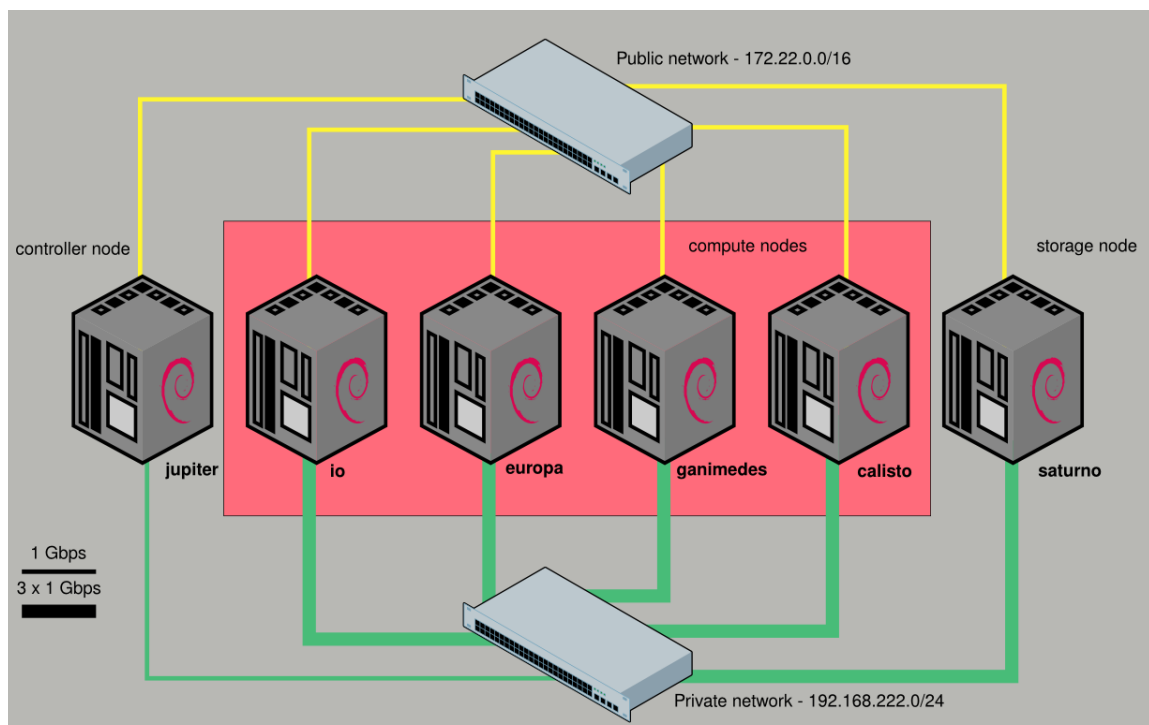 Public network - 172.22.0.0/16
controller node
compute nodes
storage node
jupiter
io
europa
ganimedes
calisto
saturno
1 Gbps
3 x 1 Gbps
Private network - 192.168.222.0/24